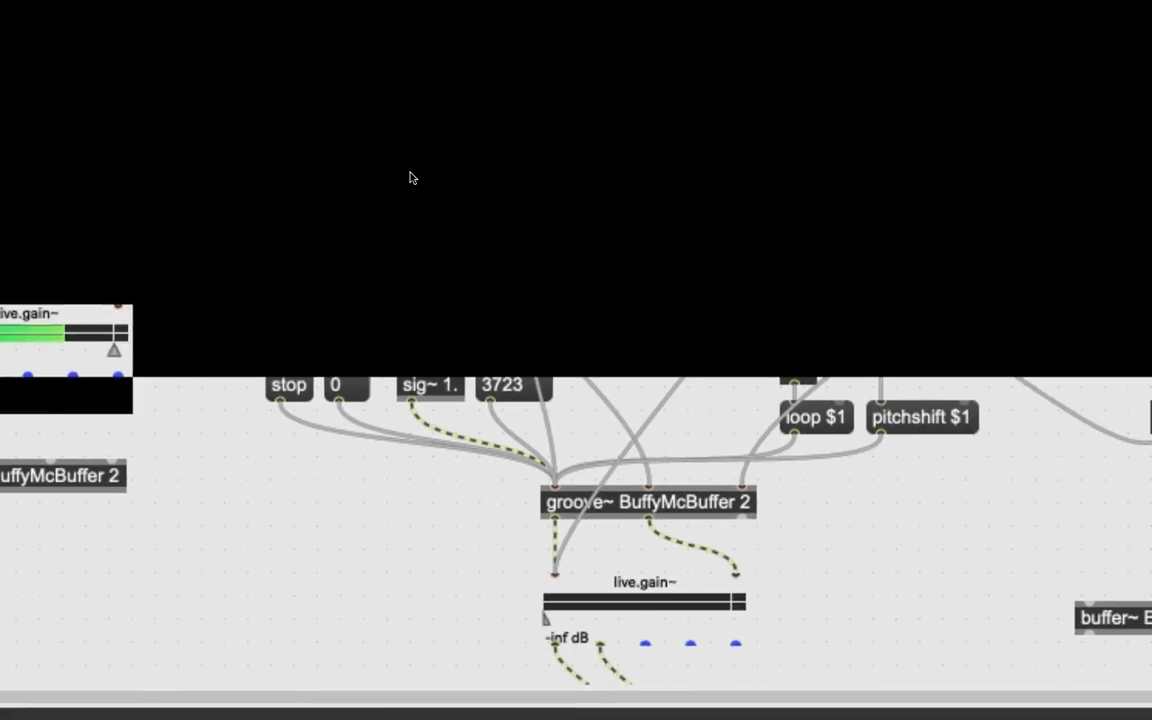 ive.gain~
stop
0
sig~ 1.
3723
loop $1
pitchshift $1
uffyMcBuffer 2
groove~ BuffyMcBuffer 2
live.gain~
-inf dB
buffer~ B